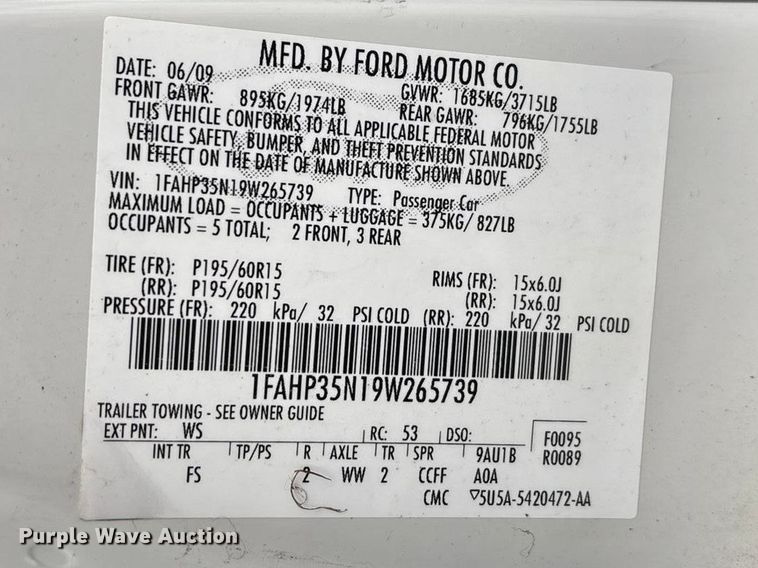 MFD. BY FORD MOTOR CO.
DATE: 06/09 GVWR: 1685KG/3715LB
FRONT GAWR: 895KG/1974LB REAR GAWR: 796KG/1755LB
THIS VEHICLE CONFORMS TO ALL APPLICABLE FEDERAL MOTOR
VEHICLE SAFETY, BUMPER, AND THEFT PREVENTION STANDARDS
IN EFFECT ON THE DATE OF MANUFACTURE SHOWN ABOVE.
VIN: 1FAHP35N19W265739 TYPE: Passenger Car
MAXIMUM LOAD = OCCUPANTS + LUGGAGE = 375KG/ 827LB
OCCUPANTS = 5 TOTAL; 2 FRONT, 3 REAR
TIRE (FR): P195/60R15 RIMS (FR): 15x6.0J
(RR): P195/60R15 (RR): 15x6.0J
PRESSURE (FR): 220 kPa/ 32 PSI COLD (RR): 220 kPa/ 32 PSI COLD
1FAHP35N19W265739
TRAILER TOWING - SEE OWNER GUIDE
EXT PNT: WS RC: 53 DSO: F0095
INT TR TP/PS R AXLE TR SPR 9AU1B R0089
FS 2 WW 2 CCFF A0A
CMC ▽5U5A-5420472-AA
Purple Wave Auction